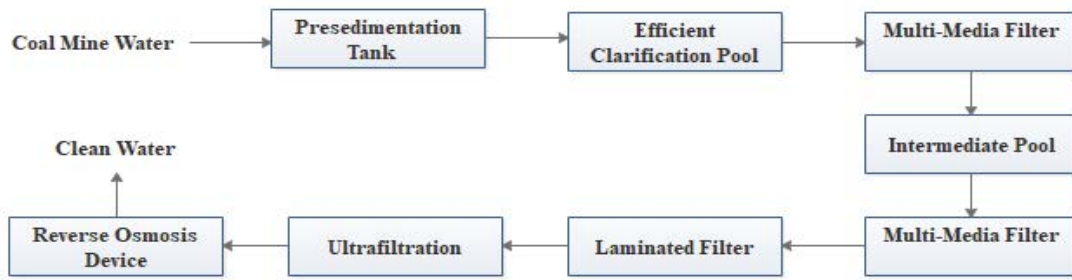 Coal Mine Water
Presedimentation
Tank
Efficient
Clarification Pool
Multi-Media Filter
Intermediate Pool
Multi-Media Filter
Laminated Filter
Ultrafiltration
Reverse Osmosis
Device
Clean Water